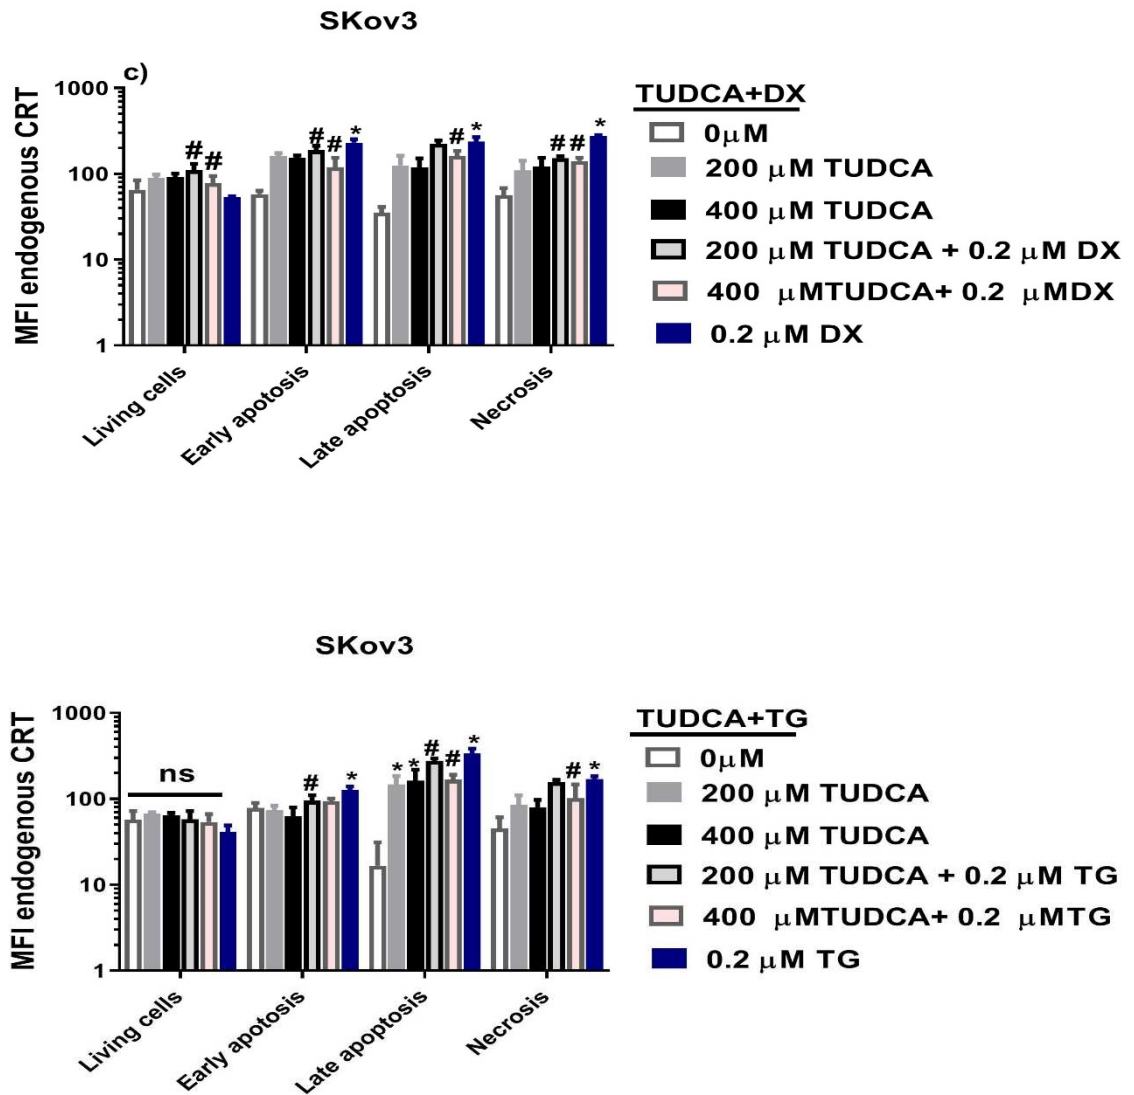 SKov3
c)
MFI endogenous CRT
1000
100
10
1
# #
# # *
# *
# # *
Living cells
Early apotosis
Late apoptosis
Necrosis
TUDCA+DX
0μM
200 μM TUDCA
400 μM TUDCA
200 μM TUDCA + 0.2 μM DX
400 μMTUDCA+ 0.2 μMDX
0.2 μM DX
SKov3
MFI endogenous CRT
1000
100
10
1
ns
# *
* * # # *
# *
Living cells
Early apotosis
Late apoptosis
Necrosis
TUDCA+TG
0μM
200 μM TUDCA
400 μM TUDCA
200 μM TUDCA + 0.2 μM TG
400 μMTUDCA+ 0.2 μMTG
0.2 μM TG